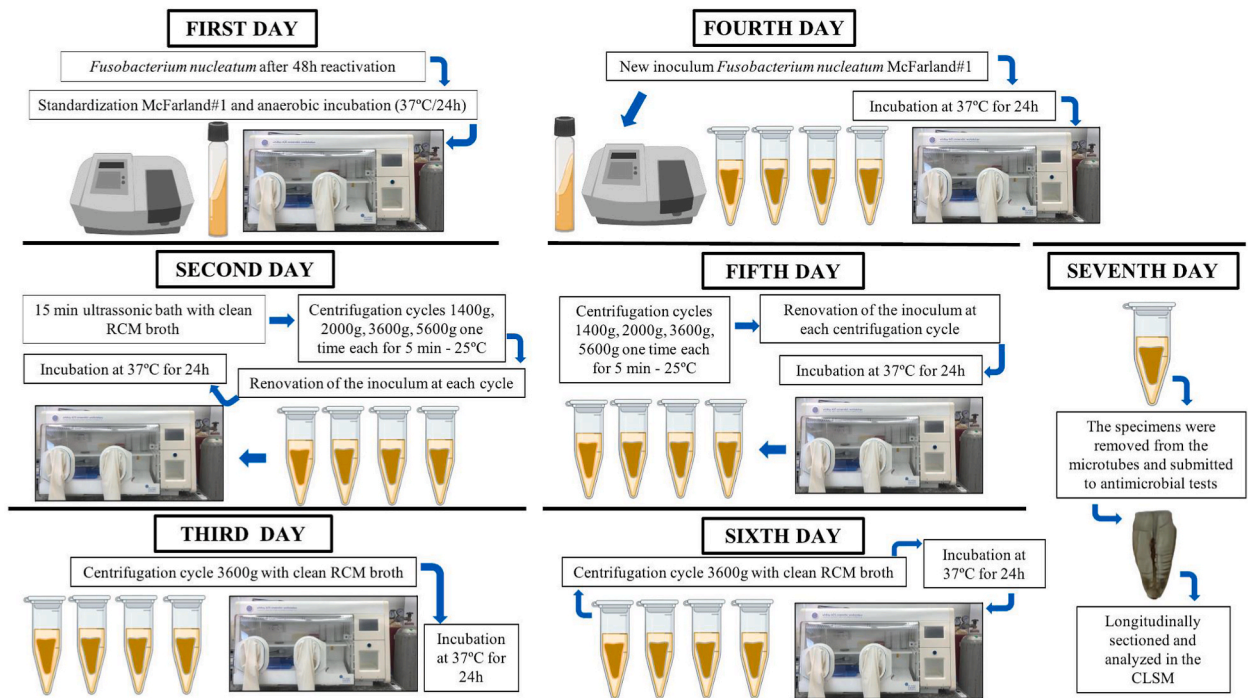 FIRST DAY
Fusobacterium nucleatum after 48h reactivation
Standardization McFarland#1 and anaerobic incubation (37ºC/24h)
SECOND DAY
15 min ultrasonic bath with clean
RCM broth
Centrifugation cycles 1400g,
2000g, 3600g, 5600g one
time each for 5 min - 25ºC
Renovation of the inoculum at each cycle
Incubation at 37ºC for 24h
THIRD DAY
Centrifugation cycle 3600g with clean RCM broth
Incubation
at 37ºC for
24h
FOURTH DAY
New inoculum Fusobacterium nucleatum McFarland#1
Incubation at 37ºC for 24h
FIFTH DAY
Centrifugation cycles
1400g, 2000g, 3600g,
5600g one time each
for 5 min - 25ºC
Renovation of the inoculum at
each centrifugation cycle
Incubation at 37ºC for 24h
SIXTH DAY
Centrifugation cycle 3600g with clean RCM broth
Incubation at
37ºC for 24h
SEVENTH DAY
The specimens were
removed from the
microtubes and submitted
to antimicrobial tests
Longitudinally
sectioned and
analyzed in the
CLSM